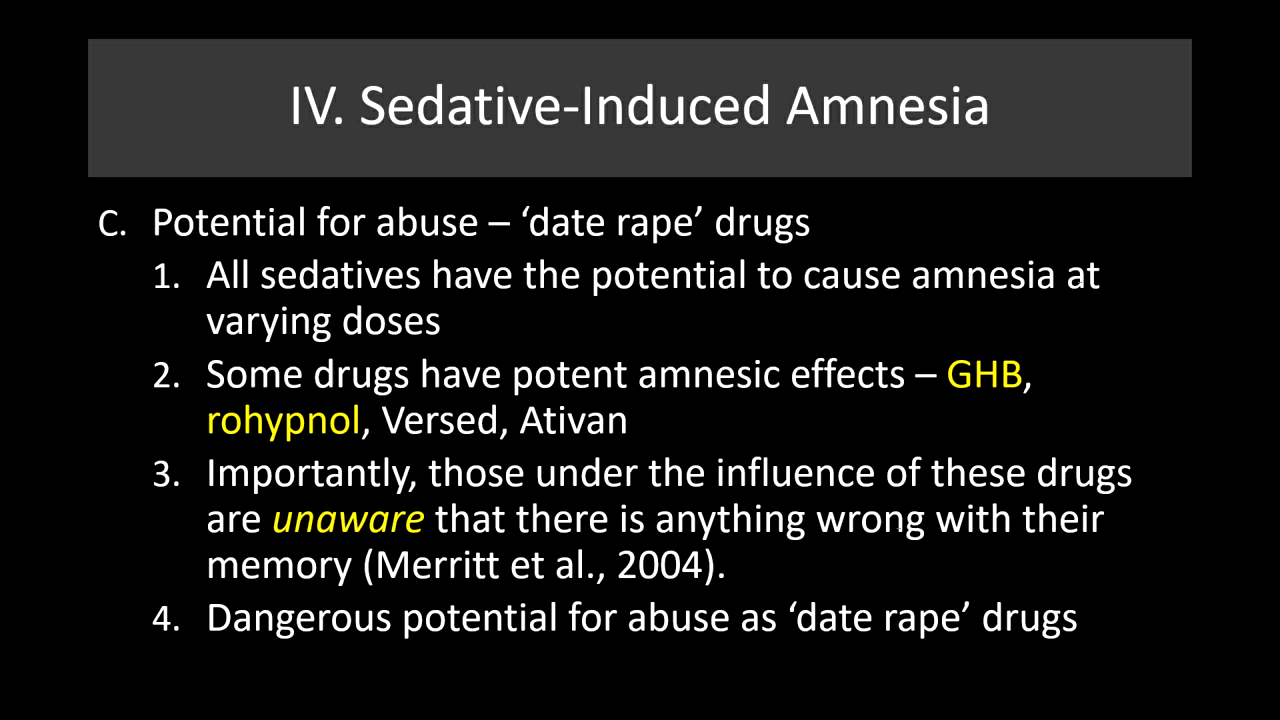 IV. Sedative-Induced Amnesia
C. Potential for abuse – ‘date rape’ drugs
1. All sedatives have the potential to cause amnesia at
varying doses
2. Some drugs have potent amnesic effects – GHB,
rohypnol, Versed, Ativan
3. Importantly, those under the influence of these drugs
are unaware that there is anything wrong with their
memory (Merritt et al., 2004).
4. Dangerous potential for abuse as ‘date rape’ drugs